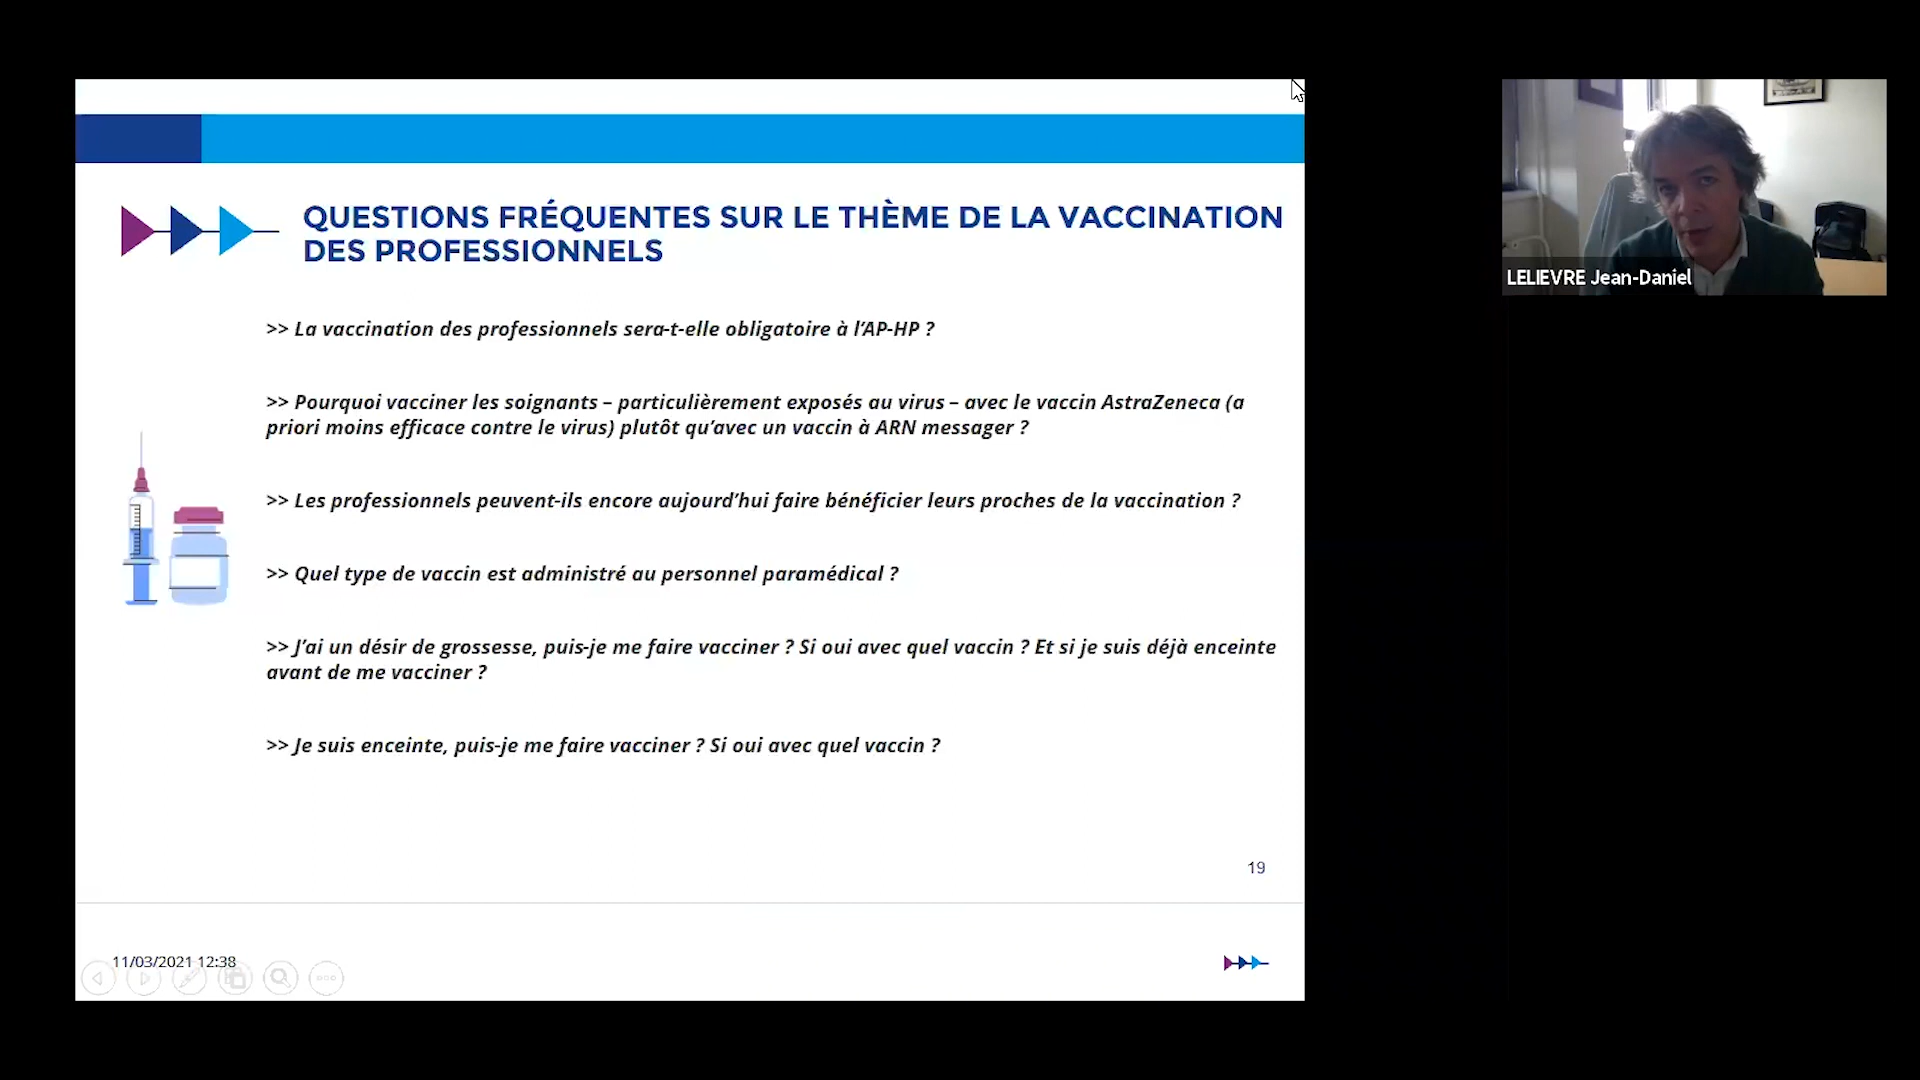 QUESTIONS FRÉQUENTES SUR LE THÈME DE LA VACCINATION
DES PROFESSIONNELS
>> La vaccination des professionnels sera-t-elle obligatoire à l’AP-HP ?
>> Pourquoi vacciner les soignants – particulièrement exposés au virus – avec le vaccin AstraZeneca (a
priori moins efficace contre le virus) plutôt qu’avec un vaccin à ARN messager ?
>> Les professionnels peuvent-ils encore aujourd’hui faire bénéficier leurs proches de la vaccination ?
>> Quel type de vaccin est administré au personnel paramédical ?
>> J’ai un désir de grossesse, puis-je me faire vacciner ? Si oui avec quel vaccin ? Et si je suis déjà enceinte
avant de me vacciner ?
>> Je suis enceinte, puis-je me faire vacciner ? Si oui avec quel vaccin ?
19
11/03/2021 12:38
LELIEVRE Jean-Daniel